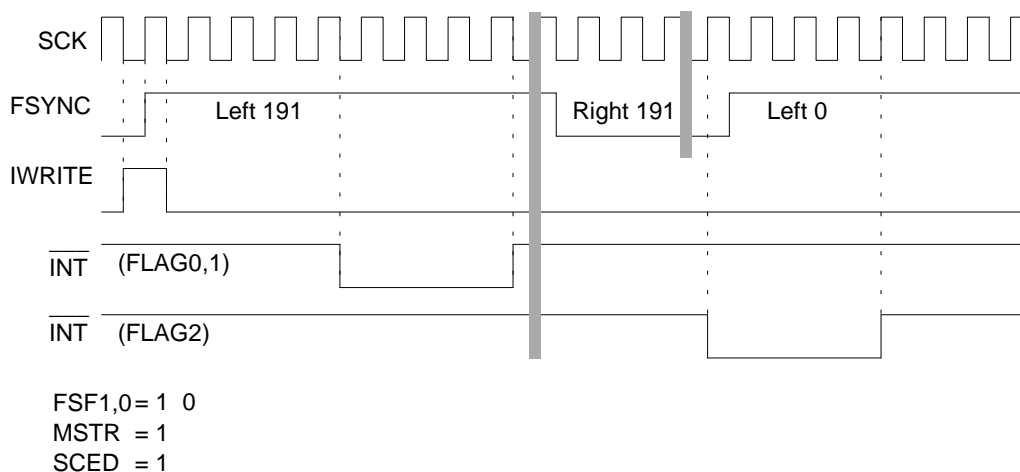 SCK
FSYNC
Left 191
Right 191
Left 0
IWRITE
INT (FLAG0,1)
INT (FLAG2)
FSF1,0= 1 0
MSTR = 1
SCED = 1